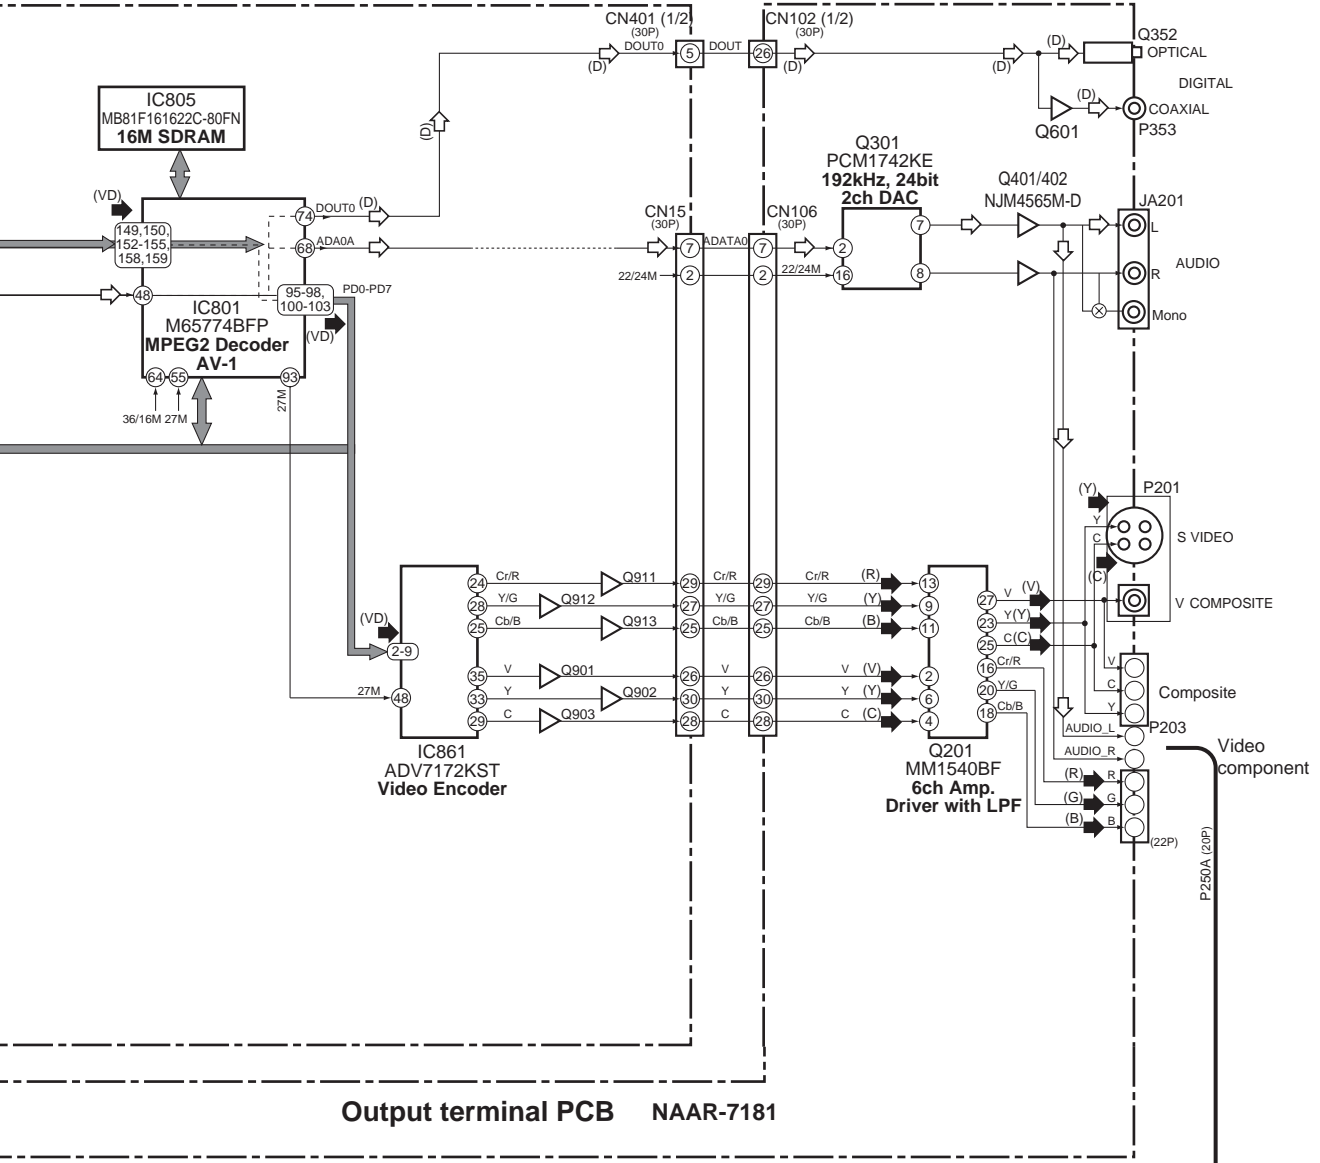 CN401 (1/2)
(30P)
DOUT0
(D)
5
DOUT
CN102 (1/2)
(30P)
26
(D)
(D)
(D)
Q352
OPTICAL
DIGITAL
(D)
COAXIAL
P353
Q601
IC805
MB81F161622C-80FN
16M SDRAM
(D)
(VD)
149,150,
152-155,
158,159
74
DOUT0
(D)
68
ADA0A
48
95-98,
100-103
PD0-PD7
(VD)
IC801
M65774BFP
MPEG2 Decoder
AV-1
64
55
93
36/16M
27M
27M
CN15
(30P)
7
ADATA0
CN106
(30P)
7
22/24M
2
2
22/24M
Q301
PCM1742KE
192kHz, 24bit
2ch DAC
2
16
7
8
Q401/402
NJM4565M-D
JA201
L
AUDIO
R
Mono
(Y)
P201
Y
C
S VIDEO
(C)
V COMPOSITE
24
Cr/R
Q911
29
Cr/R
29
Cr/R
(R)
13
28
Y/G
Q912
27
Y/G
27
Y/G
(Y)
9
25
Cb/B
Q913
25
Cb/B
25
Cb/B
(B)
11
(VD)
2-9
35
V
Q901
26
V
26
V
(V)
2
27M
48
33
Y
Q902
30
Y
30
Y
(Y)
6
29
C
Q903
28
C
28
C
(C)
4
IC861
ADV7172KST
Video Encoder
27
V
(V)
23
Y
(Y)
25
C
(C)
16
Cr/R
20
Y/G
18
Cb/B
Q201
MM1540BF
6ch Amp.
Driver with LPF
V
C
Y
Composite
AUDIO_L
P203
AUDIO_R
Video
component
(R)
R
(G)
G
(B)
B
(22P)
P250A (20P)
Output terminal PCB
NAAR-7181